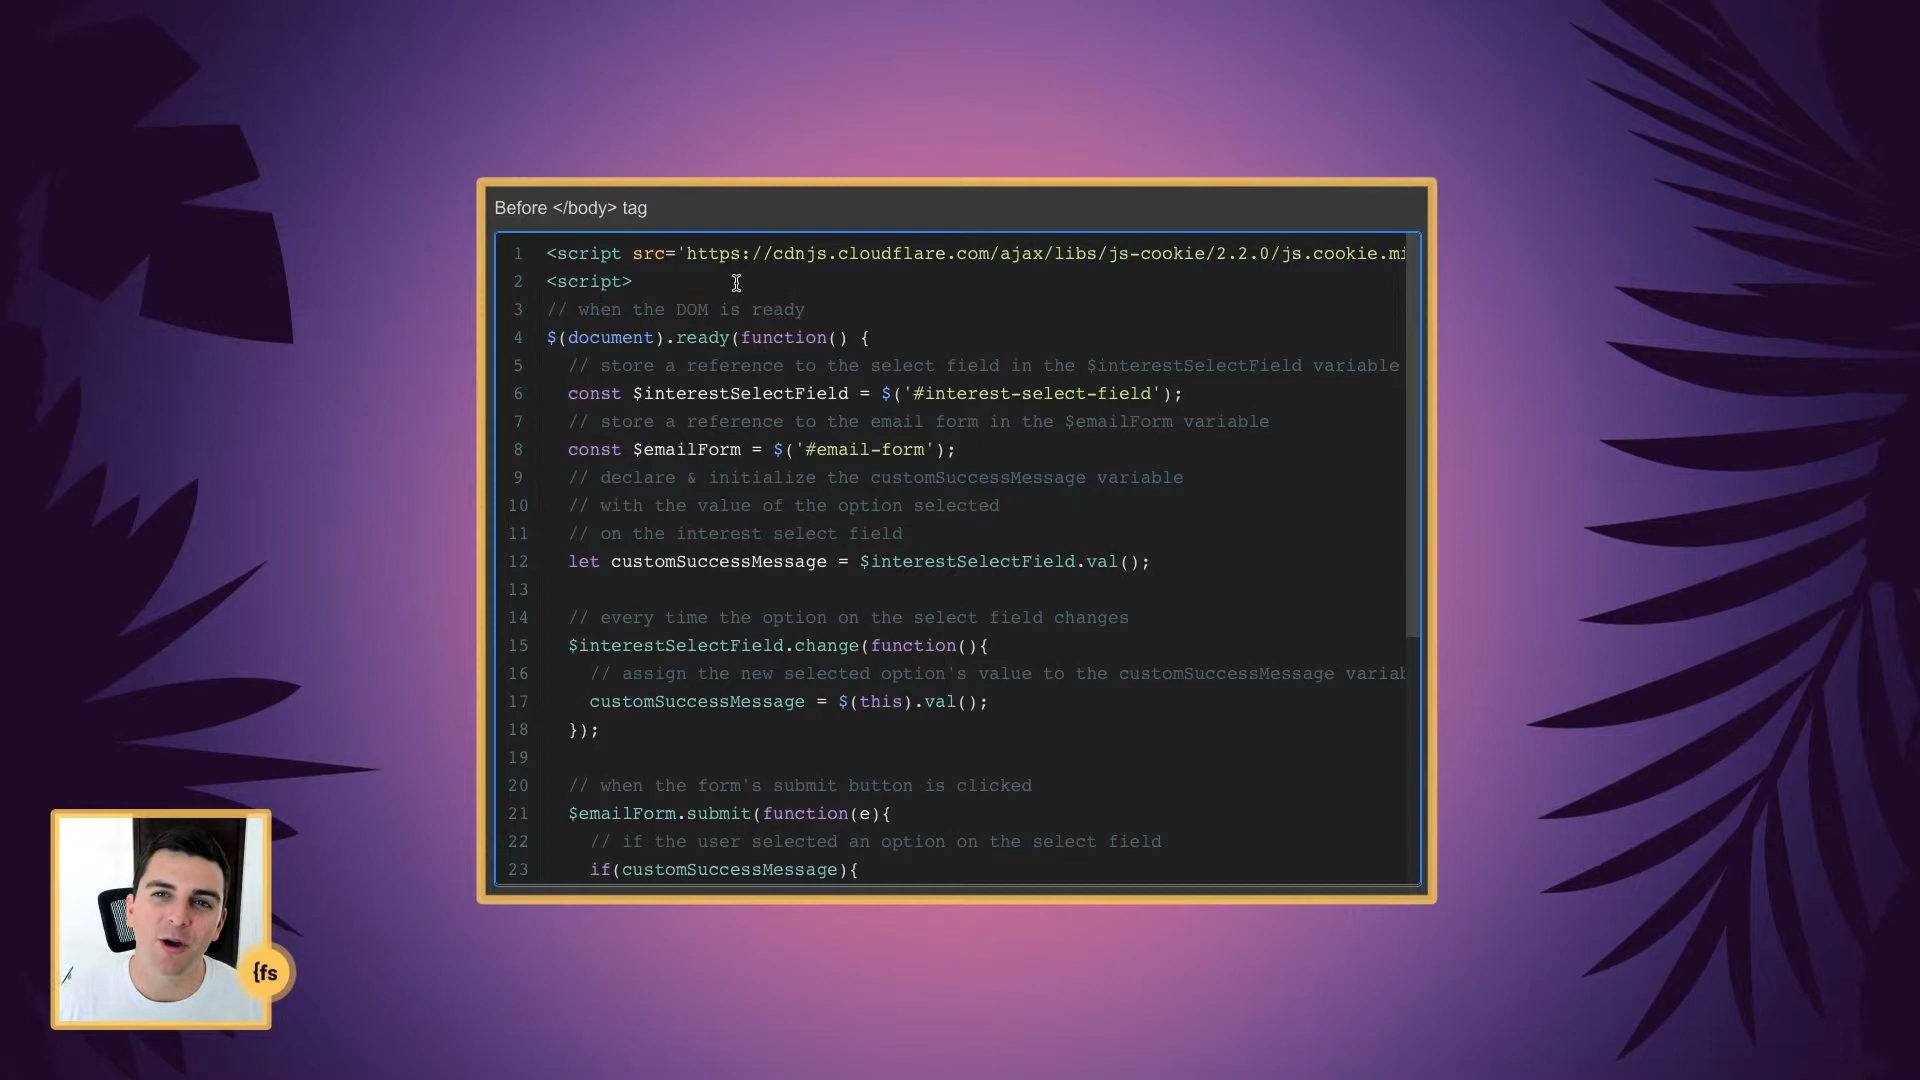 Before </body> tag
1 <script src='https://cdnjs.cloudflare.com/ajax/libs/js-cookie/2.2.0/js.cookie.mi
2 <script>
3 // when the DOM is ready
4 $(document).ready(function() {
5 // store a reference to the select field in the $interestSelectField variable
6 const $interestSelectField = $('#interest-select-field');
7 // store a reference to the email form in the $emailForm variable
8 const $emailForm = $('#email-form');
9 // declare & initialize the customSuccessMessage variable
10 // with the value of the option selected
11 // on the interest select field
12 let customSuccessMessage = $interestSelectField.val();
13
14 // every time the option on the select field changes
15 $interestSelectField.change(function(){
16 // assign the new selected option's value to the customSuccessMessage variab
17 customSuccessMessage = $(this).val();
18 });
19
20 // when the form's submit button is clicked
21 $emailForm.submit(function(e){
22 // if the user selected an option on the select field
23 if(customSuccessMessage){
{fs